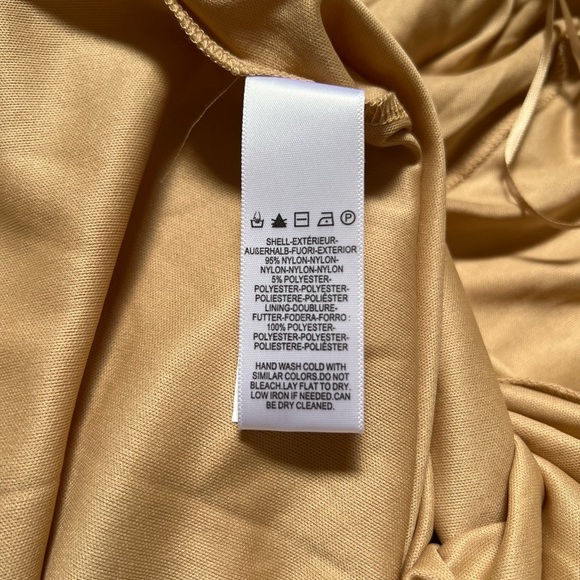 P
SHELL-EXTÉRIEUR-
AUßERHALB-FUORI-EXTERIOR
95% NYLON-NYLON-
NYLON-NYLON-NYLON
5% POLYESTER-
POLYESTER-POLYESTER-
POLIESTERE-POLIÉSTER
LINING-DOUBLURE-
FUTTER-FODERA-FORRO :
100% POLYESTER-
POLYESTER-POLYESTER-
POLIESTERE-POLIÉSTER
HAND WASH COLD WITH
SIMILAR COLORS.DO NOT
BLEACH.LAY FLAT TO DRY.
LOW IRON IF NEEDED.CAN
BE DRY CLEANED.